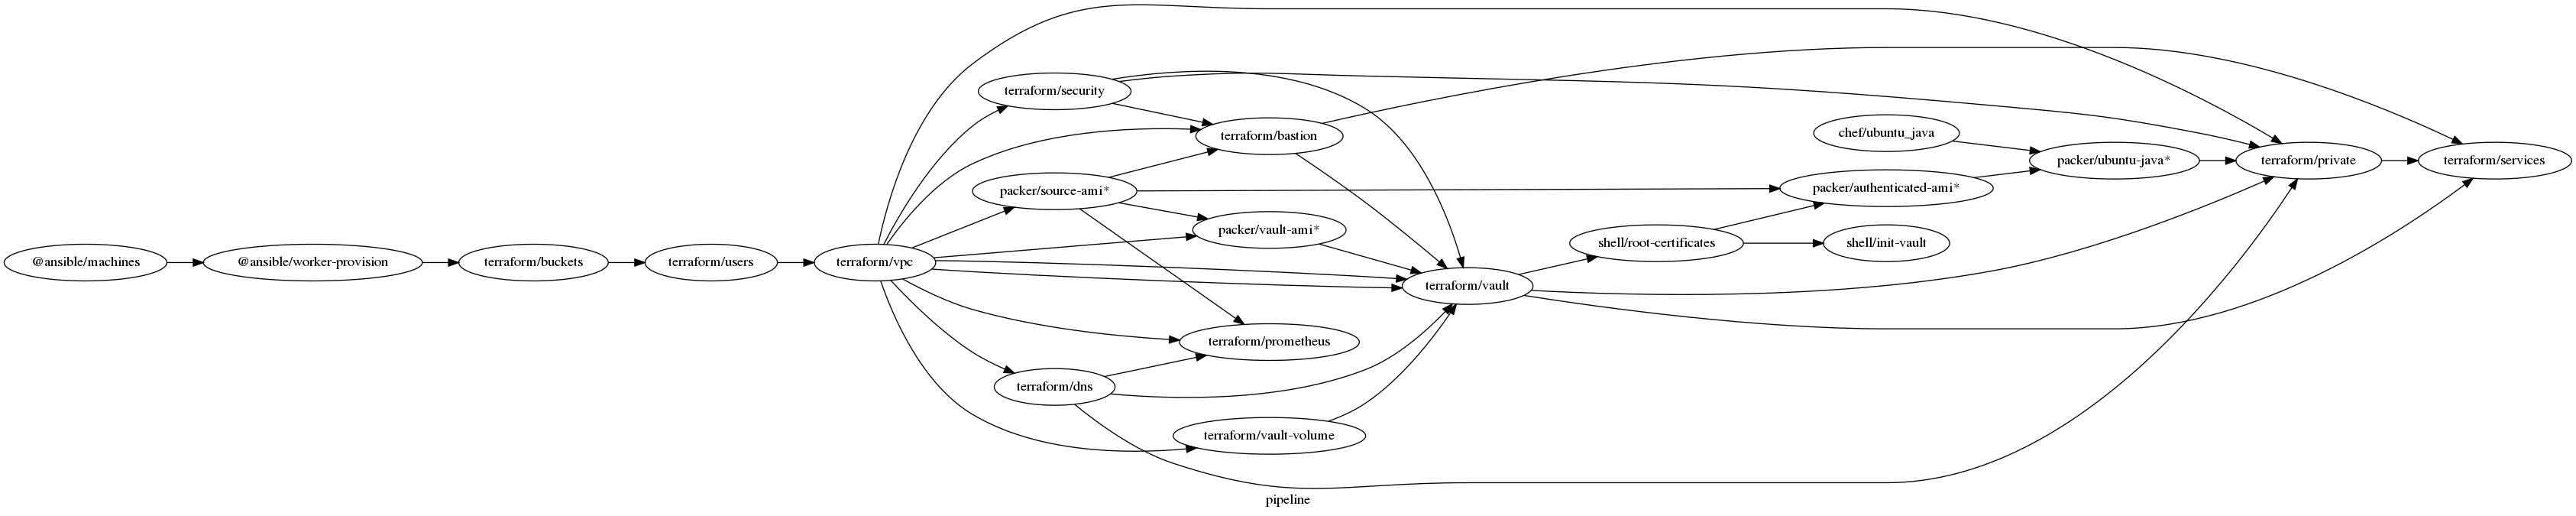 @ansible/machines
@ansible/worker-provision
terraform/buckets
terraform/users
terraform/vpc
terraform/security
packer/source-ami*
terraform/dns
terraform/bastion
packer/vault-ami*
terraform/prometheus
terraform/vault-volume
terraform/vault
shell/root-certificates
chef/ubuntu_java
packer/authenticated-ami*
shell/init-vault
packer/ubuntu-java*
terraform/private
terraform/services
pipeline